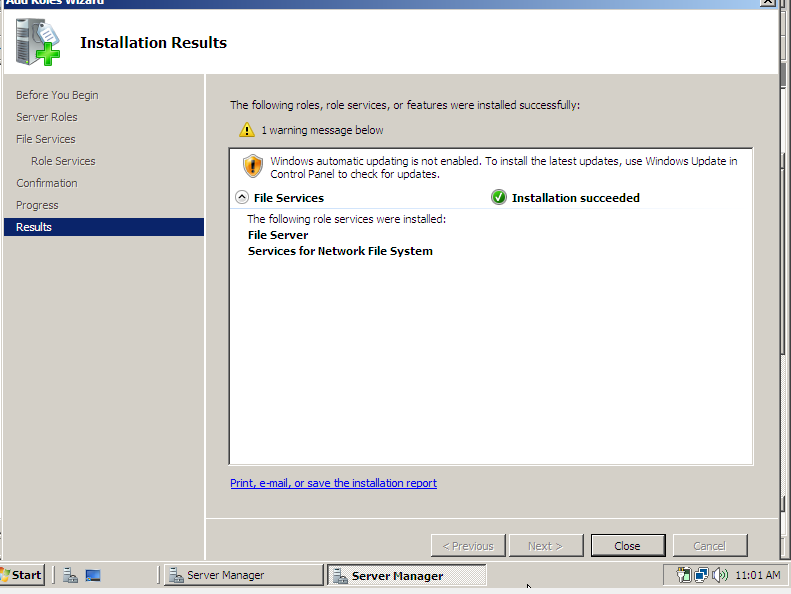 Add Roles Wizard
Installation Results
Before You Begin
Server Roles
File Services
Role Services
Confirmation
Progress
Results
The following roles, role services, or features were installed successfully:
1 warning message below
Windows automatic updating is not enabled. To install the latest updates, use Windows Update in
Control Panel to check for updates.
File Services
Installation succeeded
The following role services were installed:
File Server
Services for Network File System
Print, e-mail, or save the installation report
< Previous
Next >
Close
Cancel
Start
Server Manager
Server Manager
11:01 AM